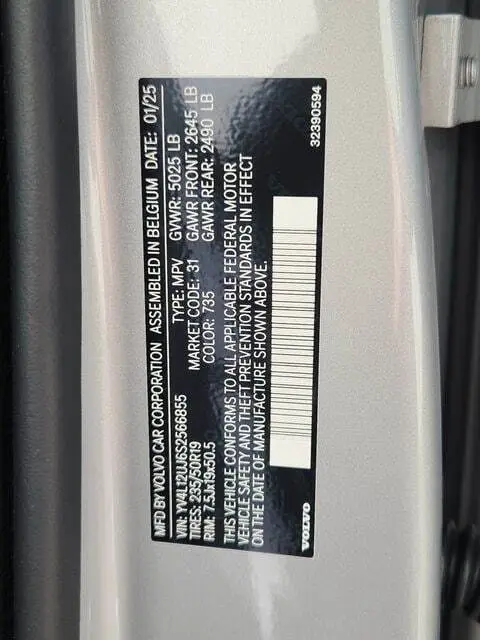 MFD BY VOLVO CAR CORPORATION ASSEMBLED IN BELGIUM DATE: 01/25
VIN: YV4L12UJ6S2566855 TYPE: MPV GVWR: 5025 LB
TIRES: 235/50R19 MARKET CODE: 31 GAWR FRONT: 2645 LB
RIM: 7.5Jx19x50.5 COLOR: 735 GAWR REAR: 2490 LB
THIS VEHICLE CONFORMS TO ALL APPLICABLE FEDERAL MOTOR
VEHICLE SAFETY AND THEFT PREVENTION STANDARDS IN EFFECT
ON THE DATE OF MANUFACTURE SHOWN ABOVE.
VOLVO 32390594